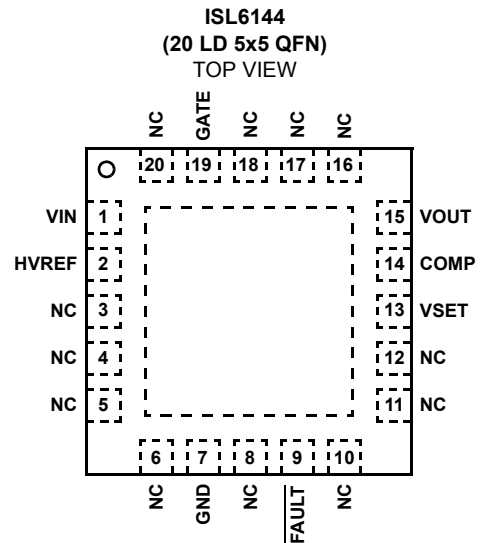 ISL6144
(20 LD 5x5 QFN)
TOP VIEW
NC GATE NC NC NC
20 19 18 17 16
VIN 1 15 VOUT
HVREF 2 14 COMP
NC 3 13 VSET
NC 4 12 NC
NC 5 11 NC
6 7 8 9 10
NC GND NC FAULT NC